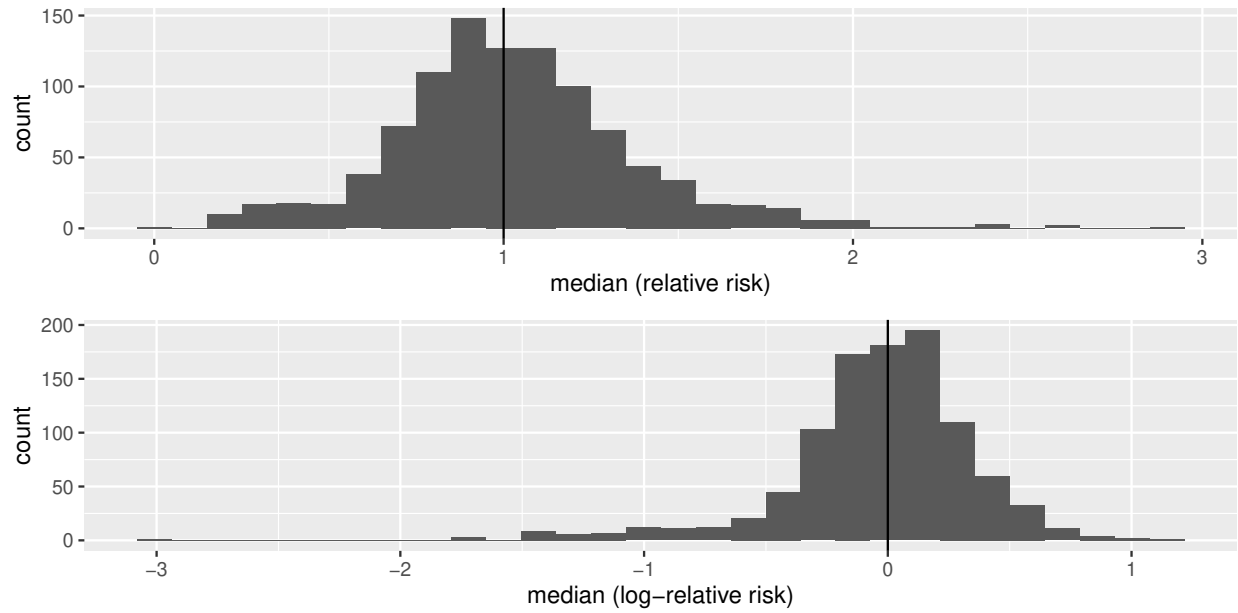 150
100
50
0
count
0 1 2 3
median (relative risk)
200
150
100
50
0
count
−3 −2 −1 0 1
median (log−relative risk)